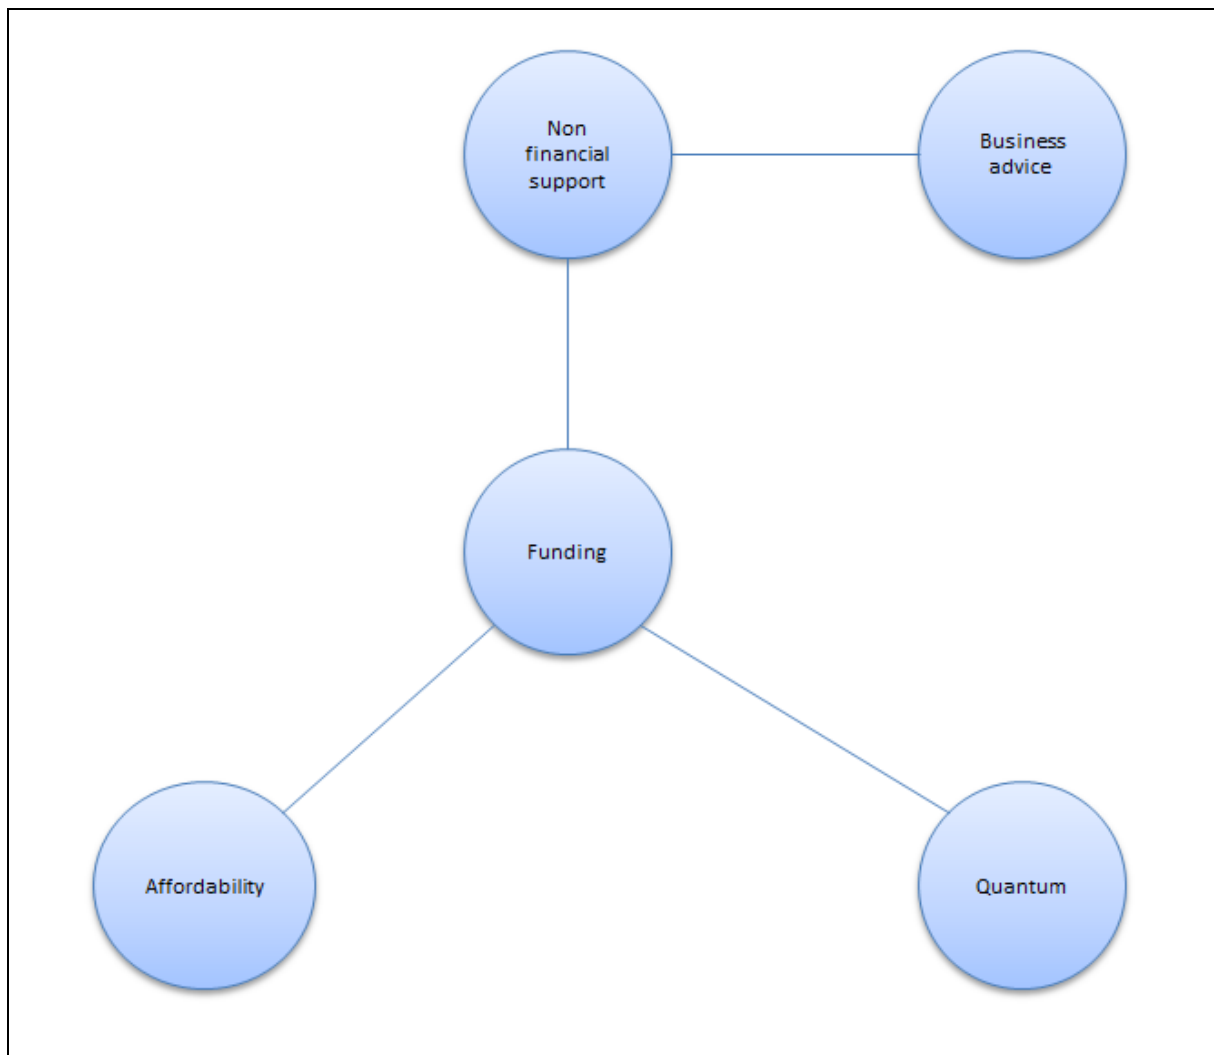 Non
financial
support
Business
advice
Funding
Affordability
Quantum